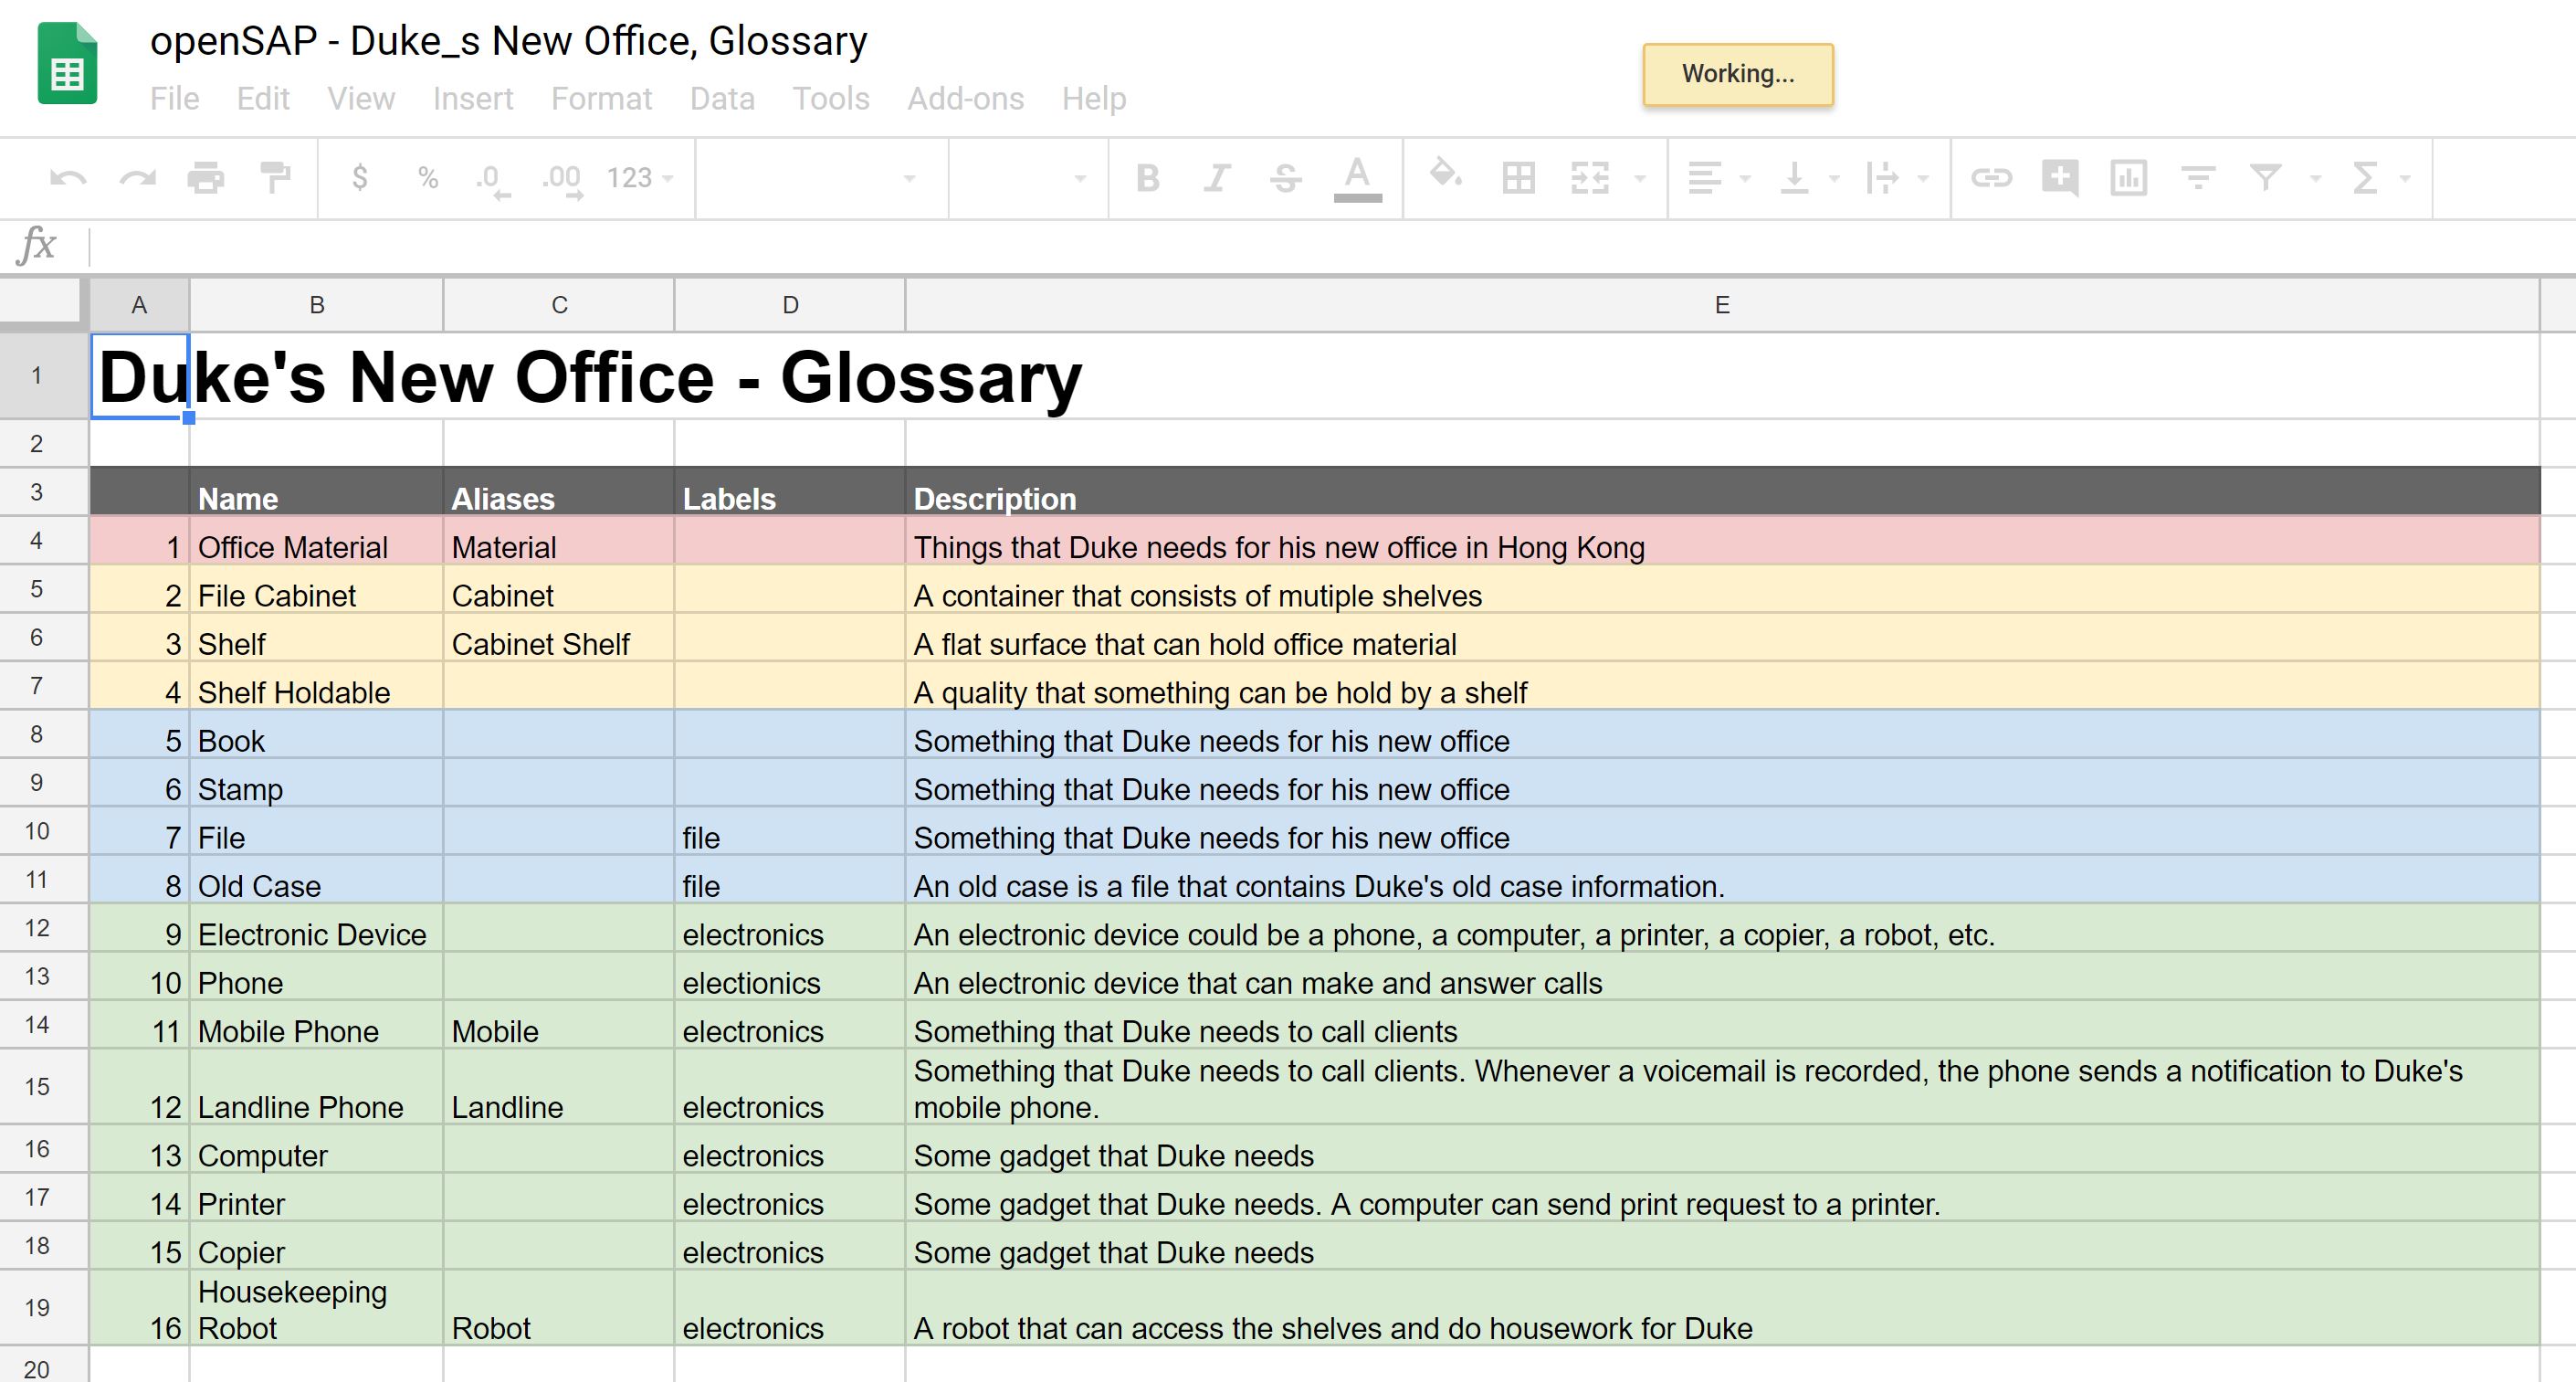 openSAP - Duke_s New Office, Glossary
Working...
File Edit View Insert Format Data Tools Add-ons Help
$ % .0 .00 123 B I S A Σ
fx
A B C D E
1 Duke's New Office - Glossary
2
3 Name Aliases Labels Description
4 1 Office Material Material Things that Duke needs for his new office in Hong Kong
5 2 File Cabinet Cabinet A container that consists of mutiple shelves
6 3 Shelf Cabinet Shelf A flat surface that can hold office material
7 4 Shelf Holdable A quality that something can be hold by a shelf
8 5 Book Something that Duke needs for his new office
9 6 Stamp Something that Duke needs for his new office
10 7 File file Something that Duke needs for his new office
11 8 Old Case file An old case is a file that contains Duke's old case information.
12 9 Electronic Device electronics An electronic device could be a phone, a computer, a printer, a copier, a robot, etc.
13 10 Phone electionics An electronic device that can make and answer calls
14 11 Mobile Phone Mobile electronics Something that Duke needs to call clients
15 12 Landline Phone Landline electronics Something that Duke needs to call clients. Whenever a voicemail is recorded, the phone sends a notification to Duke's
mobile phone.
16 13 Computer electronics Some gadget that Duke needs
17 14 Printer electronics Some gadget that Duke needs. A computer can send print request to a printer.
18 15 Copier electronics Some gadget that Duke needs
19 16 Housekeeping
Robot Robot electronics A robot that can access the shelves and do housework for Duke
20